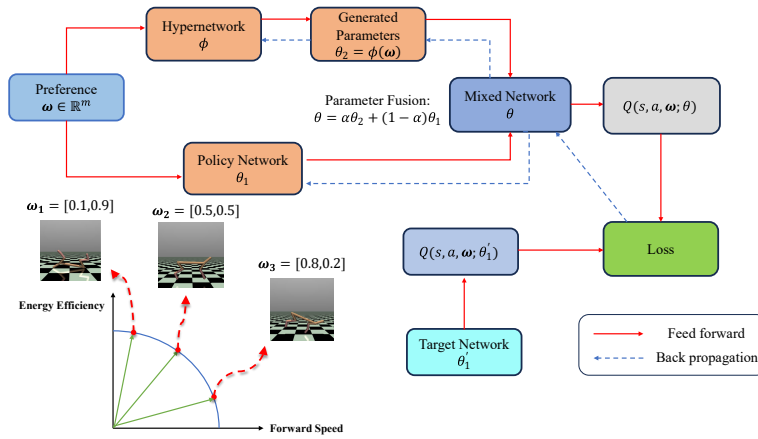 Hypernetwork
ϕ
Generated
Parameters
θ₂ = ϕ(ω)
Preference
ω ∈ ℝᵐ
Parameter Fusion:
θ = αθ₂ + (1 − α)θ₁
Mixed Network
θ
Q(s, a, ω; θ)
Policy Network
θ₁
ω₁ = [0.1,0.9]
ω₂ = [0.5,0.5]
ω₃ = [0.8,0.2]
Q(s, a, ω; θ₁′)
Loss
Energy Efficiency
Forward Speed
Target Network
θ₁′
Feed forward
Back propagation